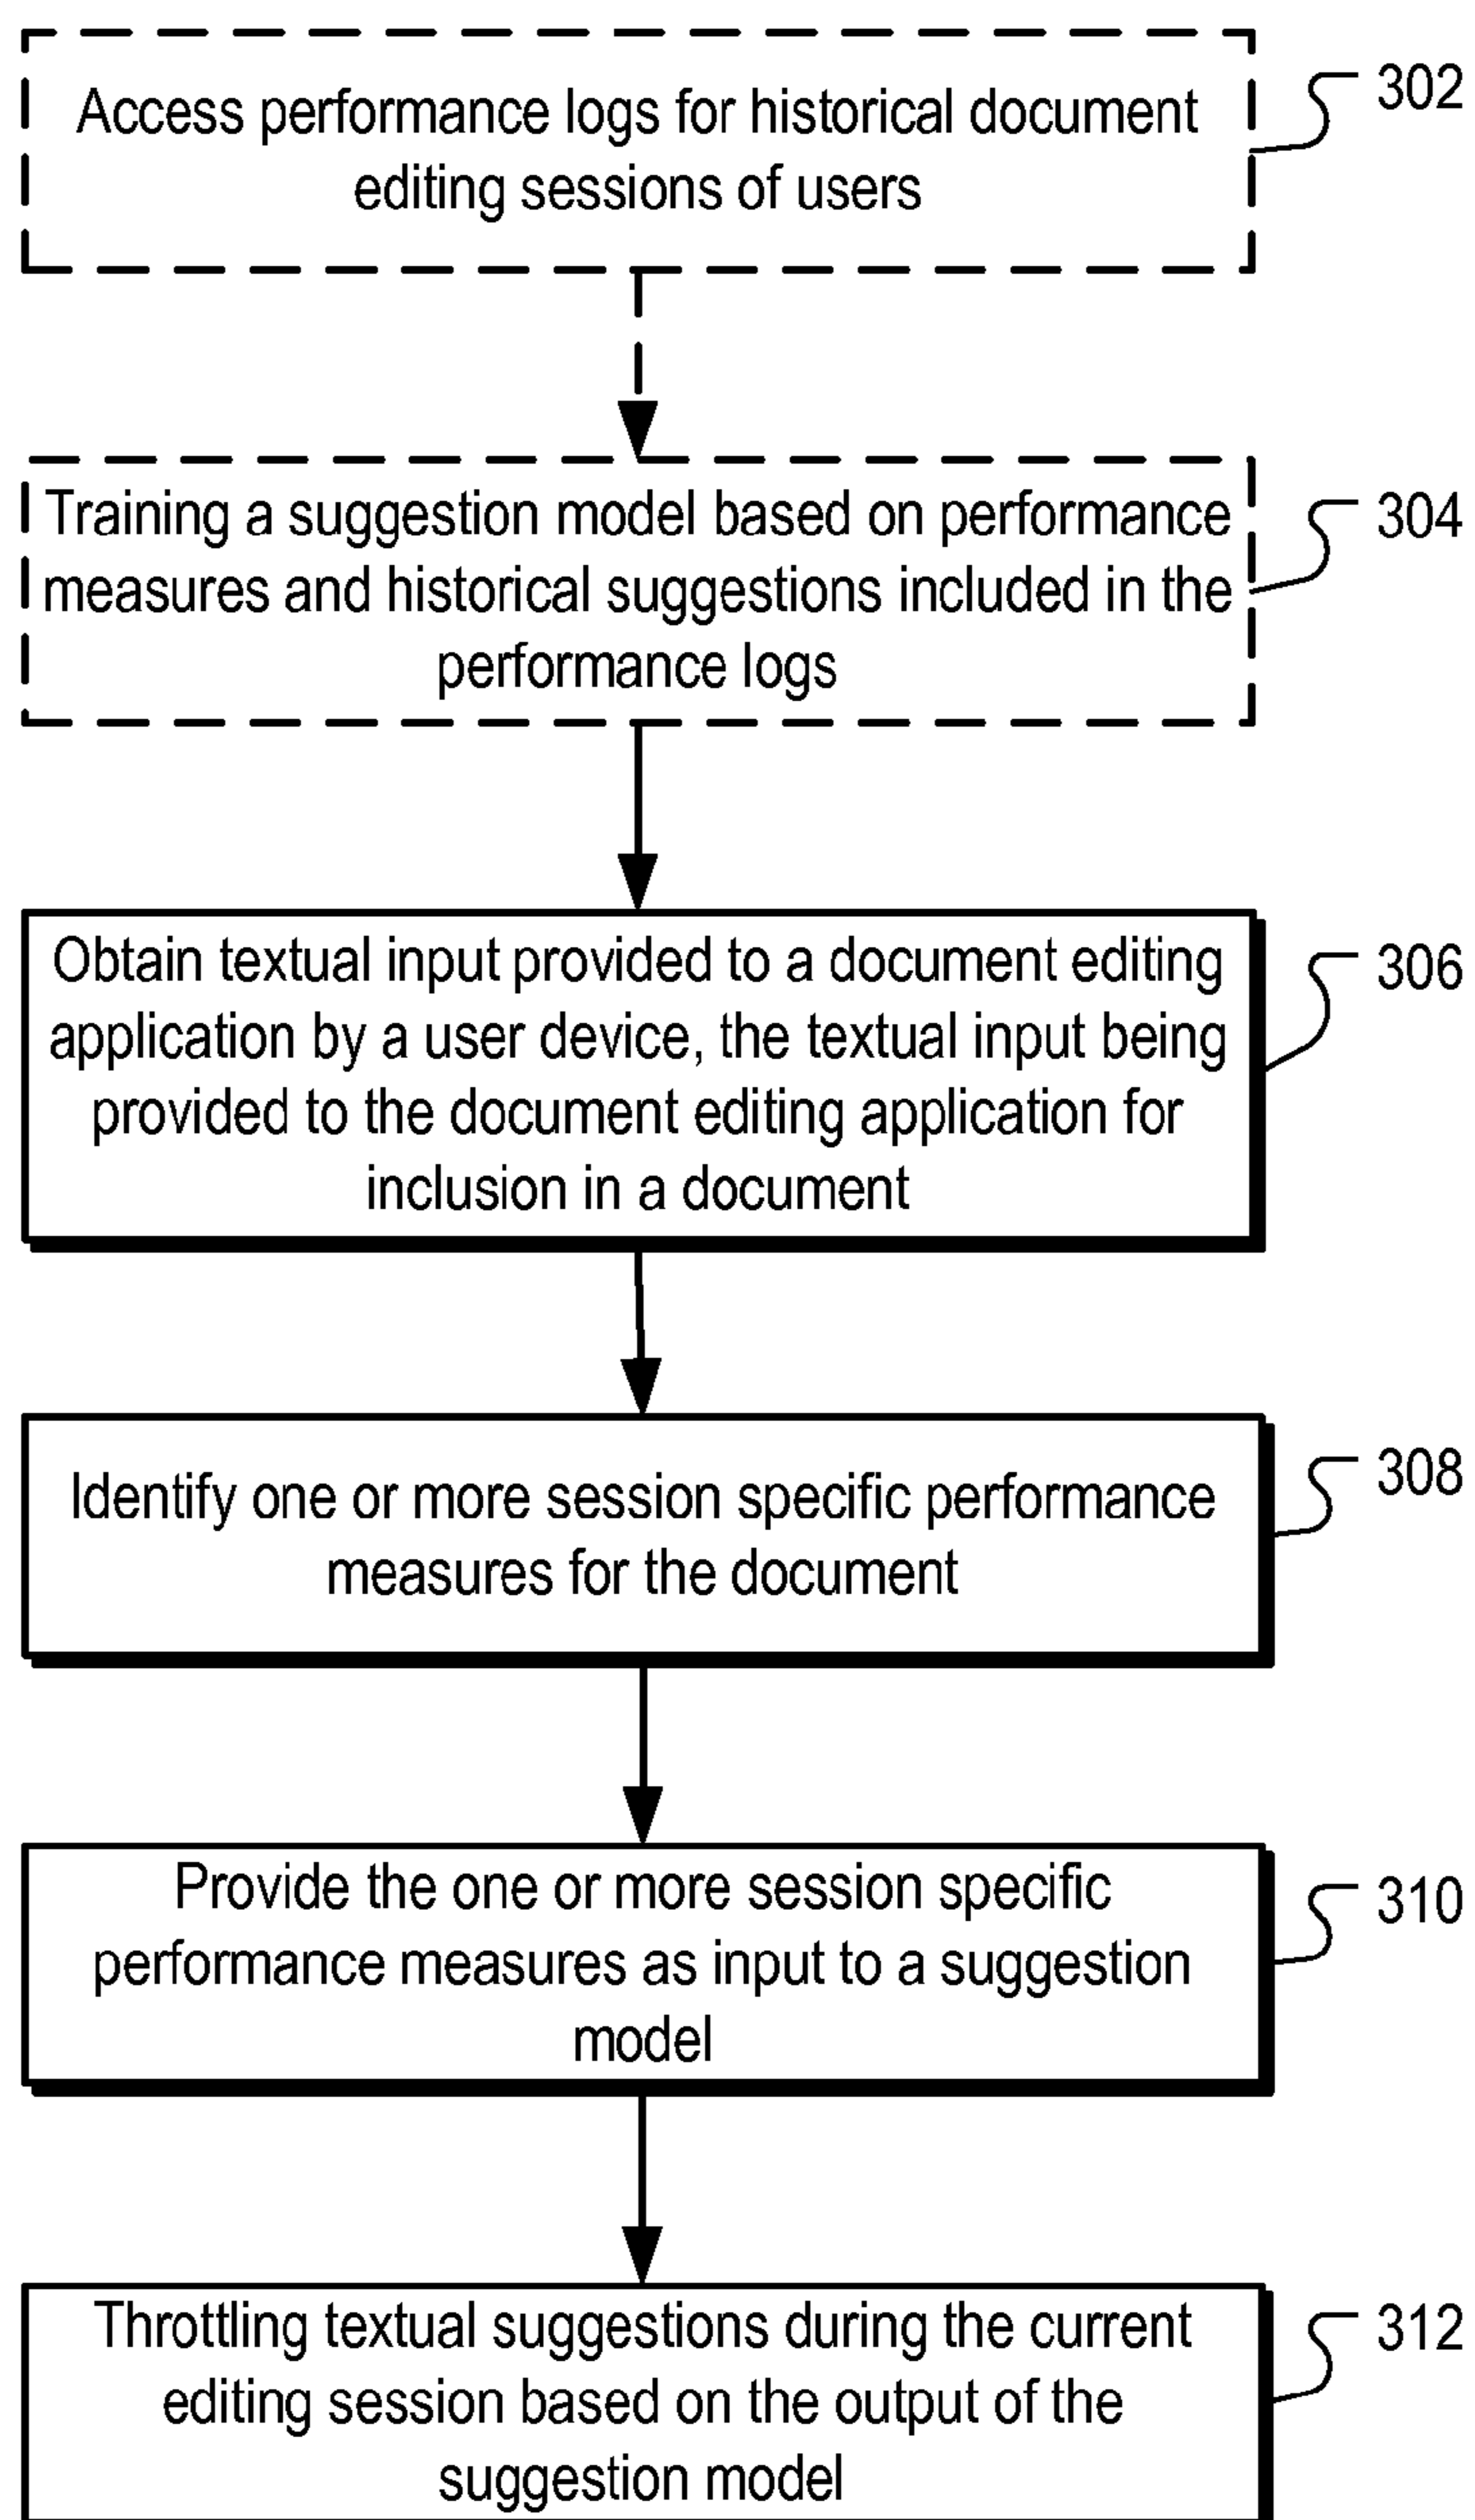 Access performance logs for historical document
editing sessions of users
302
Training a suggestion model based on performance
measures and historical suggestions included in the
performance logs
304
Obtain textual input provided to a document editing
application by a user device, the textual input being
provided to the document editing application for
inclusion in a document
306
Identify one or more session specific performance
measures for the document
308
Provide the one or more session specific
performance measures as input to a suggestion
model
310
Throttling textual suggestions during the current
editing session based on the output of the
suggestion model
312